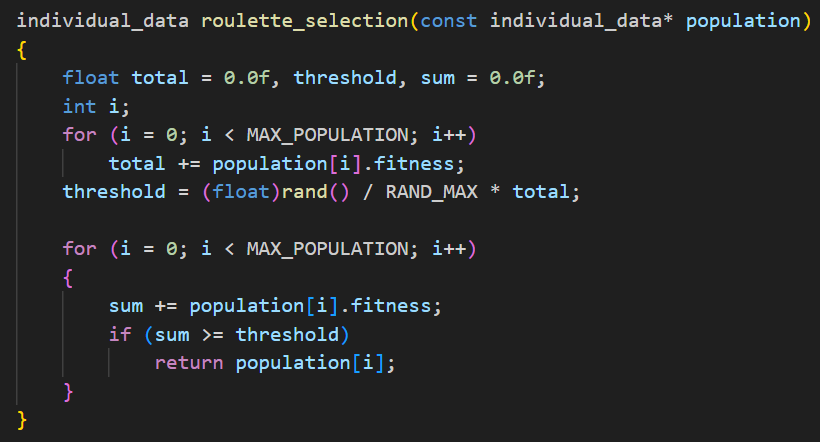 individual_data roulette_selection(const individual_data* population)
{
    float total = 0.0f, threshold, sum = 0.0f;
    int i;
    for (i = 0; i < MAX_POPULATION; i++)
        total += population[i].fitness;
    threshold = (float)rand() / RAND_MAX * total;

    for (i = 0; i < MAX_POPULATION; i++)
    {
        sum += population[i].fitness;
        if (sum >= threshold)
            return population[i];
    }
}